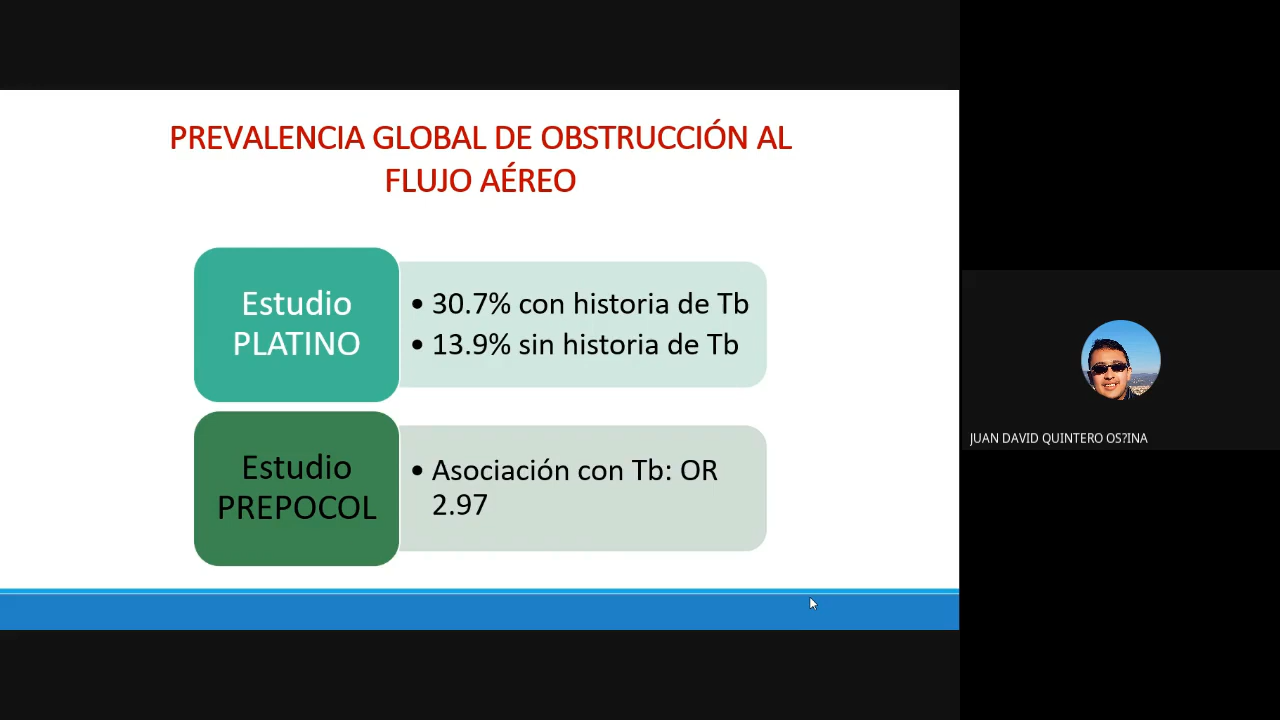 PREVALENCIA GLOBAL DE OBSTRUCCIÓN AL
FLUJO AÉREO
Estudio
PLATINO
• 30.7% con historia de Tb
• 13.9% sin historia de Tb
Estudio
PREPOCOL
• Asociación con Tb: OR
2.97
JUAN DAVID QUINTERO OS?INA